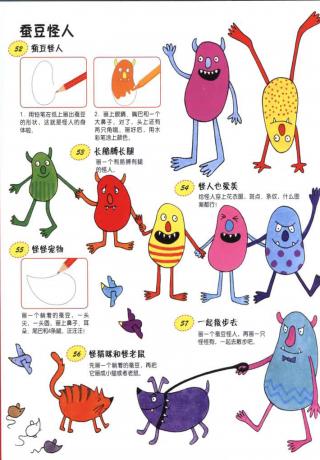 蚕豆怪人
52 蚕豆怪人
1. 用铅笔在纸上画出蚕豆
的形状，这就是怪人的身
体啦。
2. 画上眼睛、嘴巴和一个
大鼻子，对了，头上还有
两只角哦。画好后，用水
彩笔涂上颜色。
53 长胳膊长腿
画一个有胳膊有腿
的怪人。
54 怪人也爱美
给怪人穿上花衣服，斑点、条纹，什么图
案都行！
55 怪怪宠物
画一个躺着的蚕豆，一头
尖，一头圆。画上鼻子、耳
朵、尾巴和4条腿，汪汪汪！
56 怪猫咪和怪老鼠
先画一个躺着的蚕豆，再把
它画成小猫或者老鼠。
57 一起散步去
画一个蚕豆怪人，再画一只
怪怪狗，一起去散步吧。